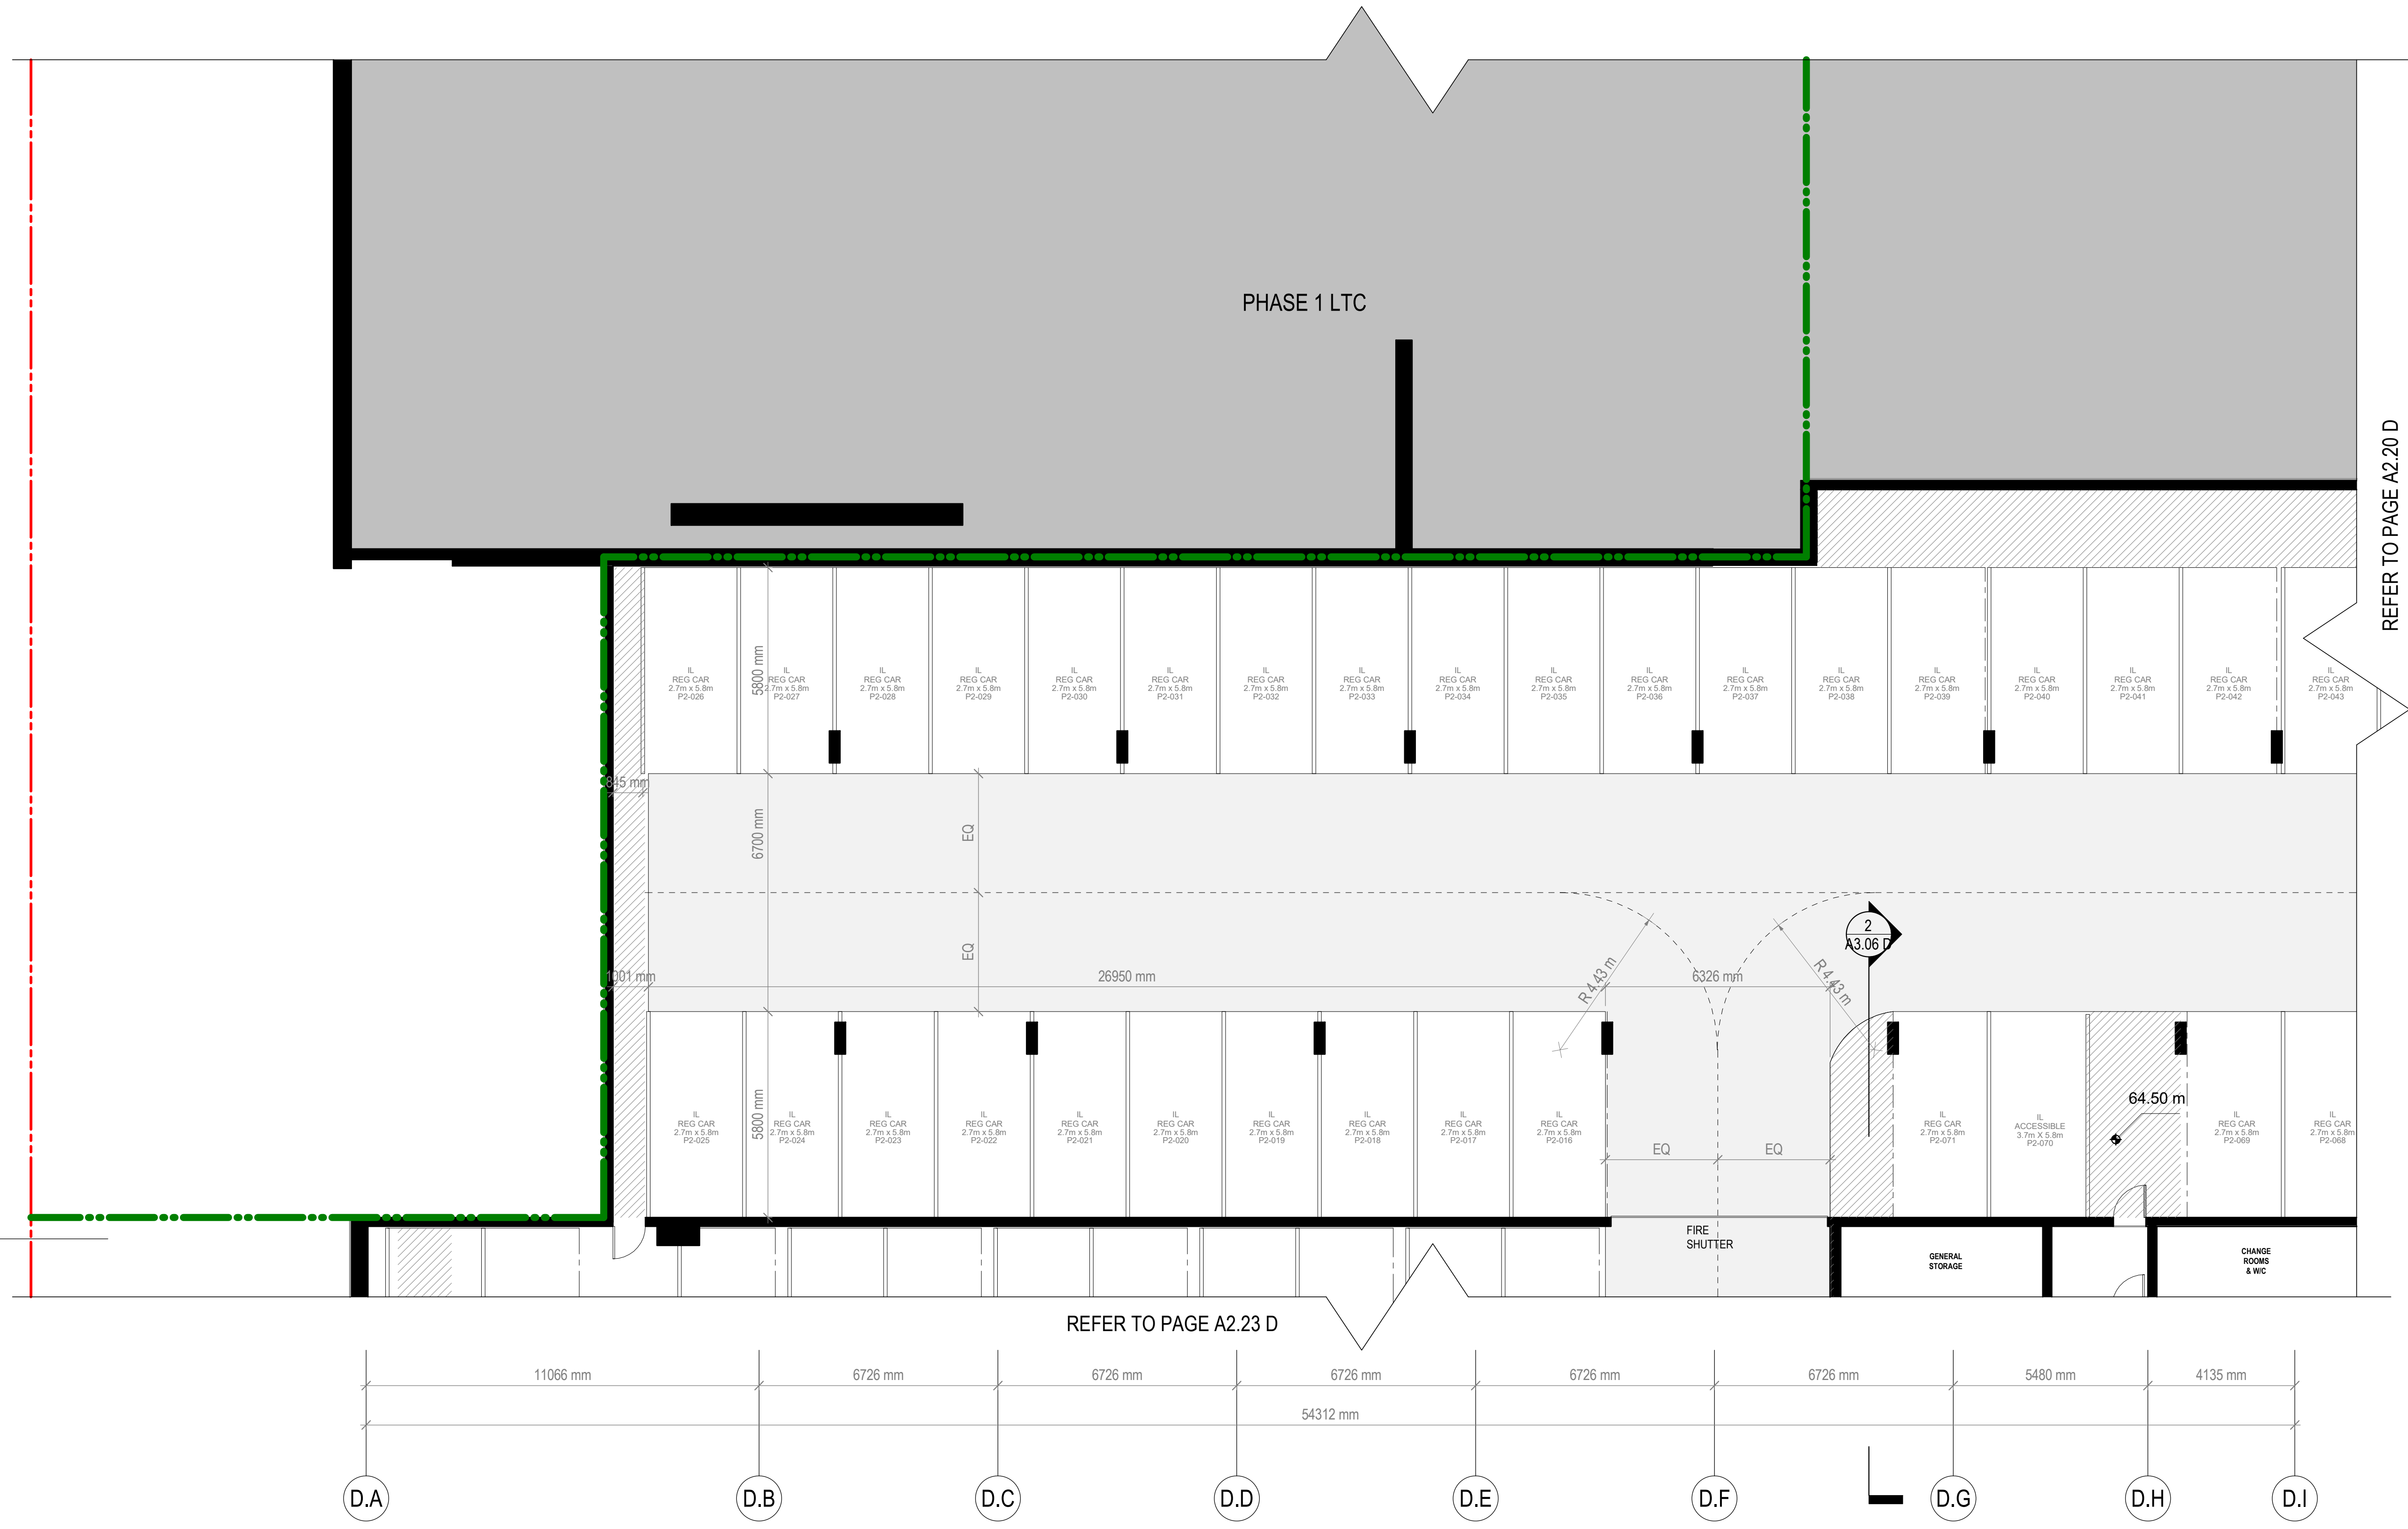 PHASE 1 LTC
REFER TO PAGE A2.20 D
5800 mm
IL
REG CAR
2.7m x 5.8m
P2-026
IL
REG CAR
2.7m x 5.8m
P2-027
IL
REG CAR
2.7m x 5.8m
P2-028
IL
REG CAR
2.7m x 5.8m
P2-029
IL
REG CAR
2.7m x 5.8m
P2-030
IL
REG CAR
2.7m x 5.8m
P2-031
IL
REG CAR
2.7m x 5.8m
P2-032
IL
REG CAR
2.7m x 5.8m
P2-033
IL
REG CAR
2.7m x 5.8m
P2-034
IL
REG CAR
2.7m x 5.8m
P2-035
IL
REG CAR
2.7m x 5.8m
P2-036
IL
REG CAR
2.7m x 5.8m
P2-037
IL
REG CAR
2.7m x 5.8m
P2-038
IL
REG CAR
2.7m x 5.8m
P2-039
IL
REG CAR
2.7m x 5.8m
P2-040
IL
REG CAR
2.7m x 5.8m
P2-041
IL
REG CAR
2.7m x 5.8m
P2-042
IL
REG CAR
2.7m x 5.8m
P2-043
845 mm
6700 mm
EQ
EQ
2
A3.06 D
1001 mm
26950 mm
R 4.43 m
6326 mm
R 4.43 m
5800 mm
IL
REG CAR
2.7m x 5.8m
P2-025
IL
REG CAR
2.7m x 5.8m
P2-024
IL
REG CAR
2.7m x 5.8m
P2-023
IL
REG CAR
2.7m x 5.8m
P2-022
IL
REG CAR
2.7m x 5.8m
P2-021
IL
REG CAR
2.7m x 5.8m
P2-020
IL
REG CAR
2.7m x 5.8m
P2-019
IL
REG CAR
2.7m x 5.8m
P2-018
IL
REG CAR
2.7m x 5.8m
P2-017
IL
REG CAR
2.7m x 5.8m
P2-016
EQ
EQ
IL
REG CAR
2.7m x 5.8m
P2-071
IL
ACCESSIBLE
3.7m X 5.8m
P2-070
64.50 m
IL
REG CAR
2.7m x 5.8m
P2-069
IL
REG CAR
2.7m x 5.8m
P2-068
FIRE
SHUTTER
GENERAL
STORAGE
CHANGE
ROOMS
& W/C
REFER TO PAGE A2.23 D
11066 mm
6726 mm
6726 mm
6726 mm
6726 mm
6726 mm
5480 mm
4135 mm
54312 mm
D.A
D.B
D.C
D.D
D.E
D.F
D.G
D.H
D.I